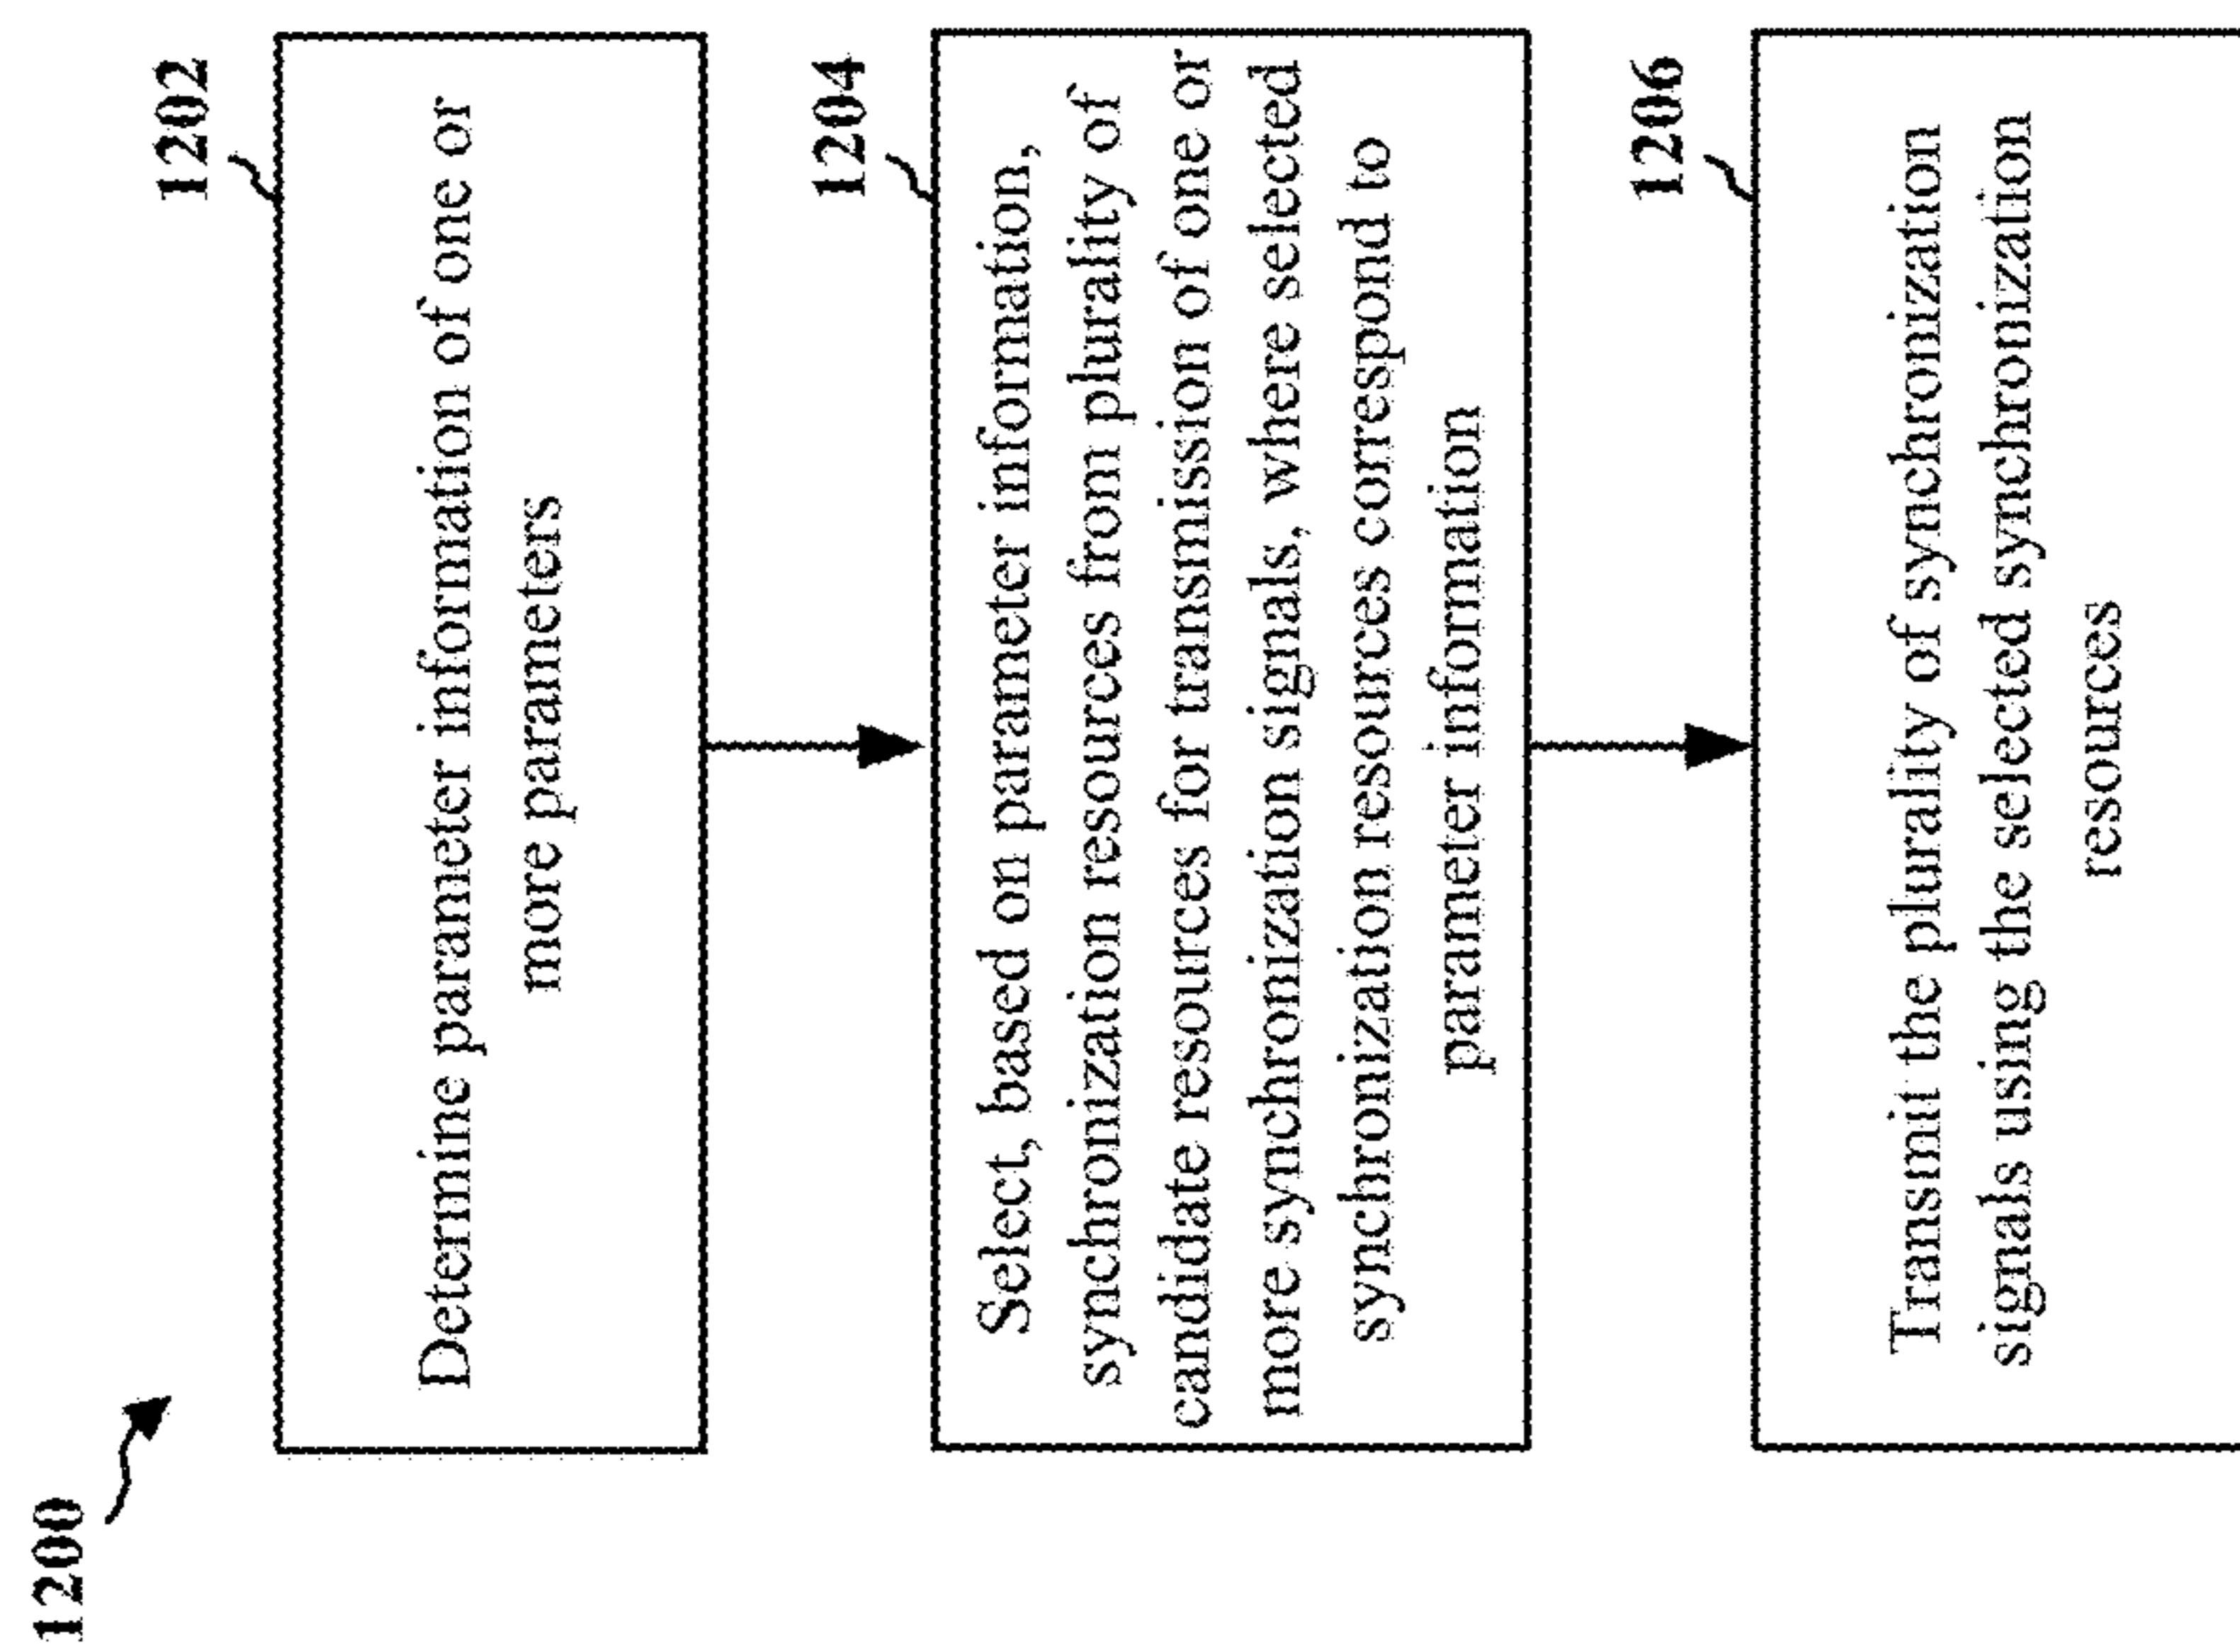 1200
1202
Determine parameter information of one or
more parameters
1204
Select, based on parameter information,
synchronization resources from plurality of
candidate resources for transmission of one or
more synchronization signals, where selected
synchronization resources correspond to
parameter information
1206
Transmit the plurality of synchronization
signals using the selected synchronization
resources